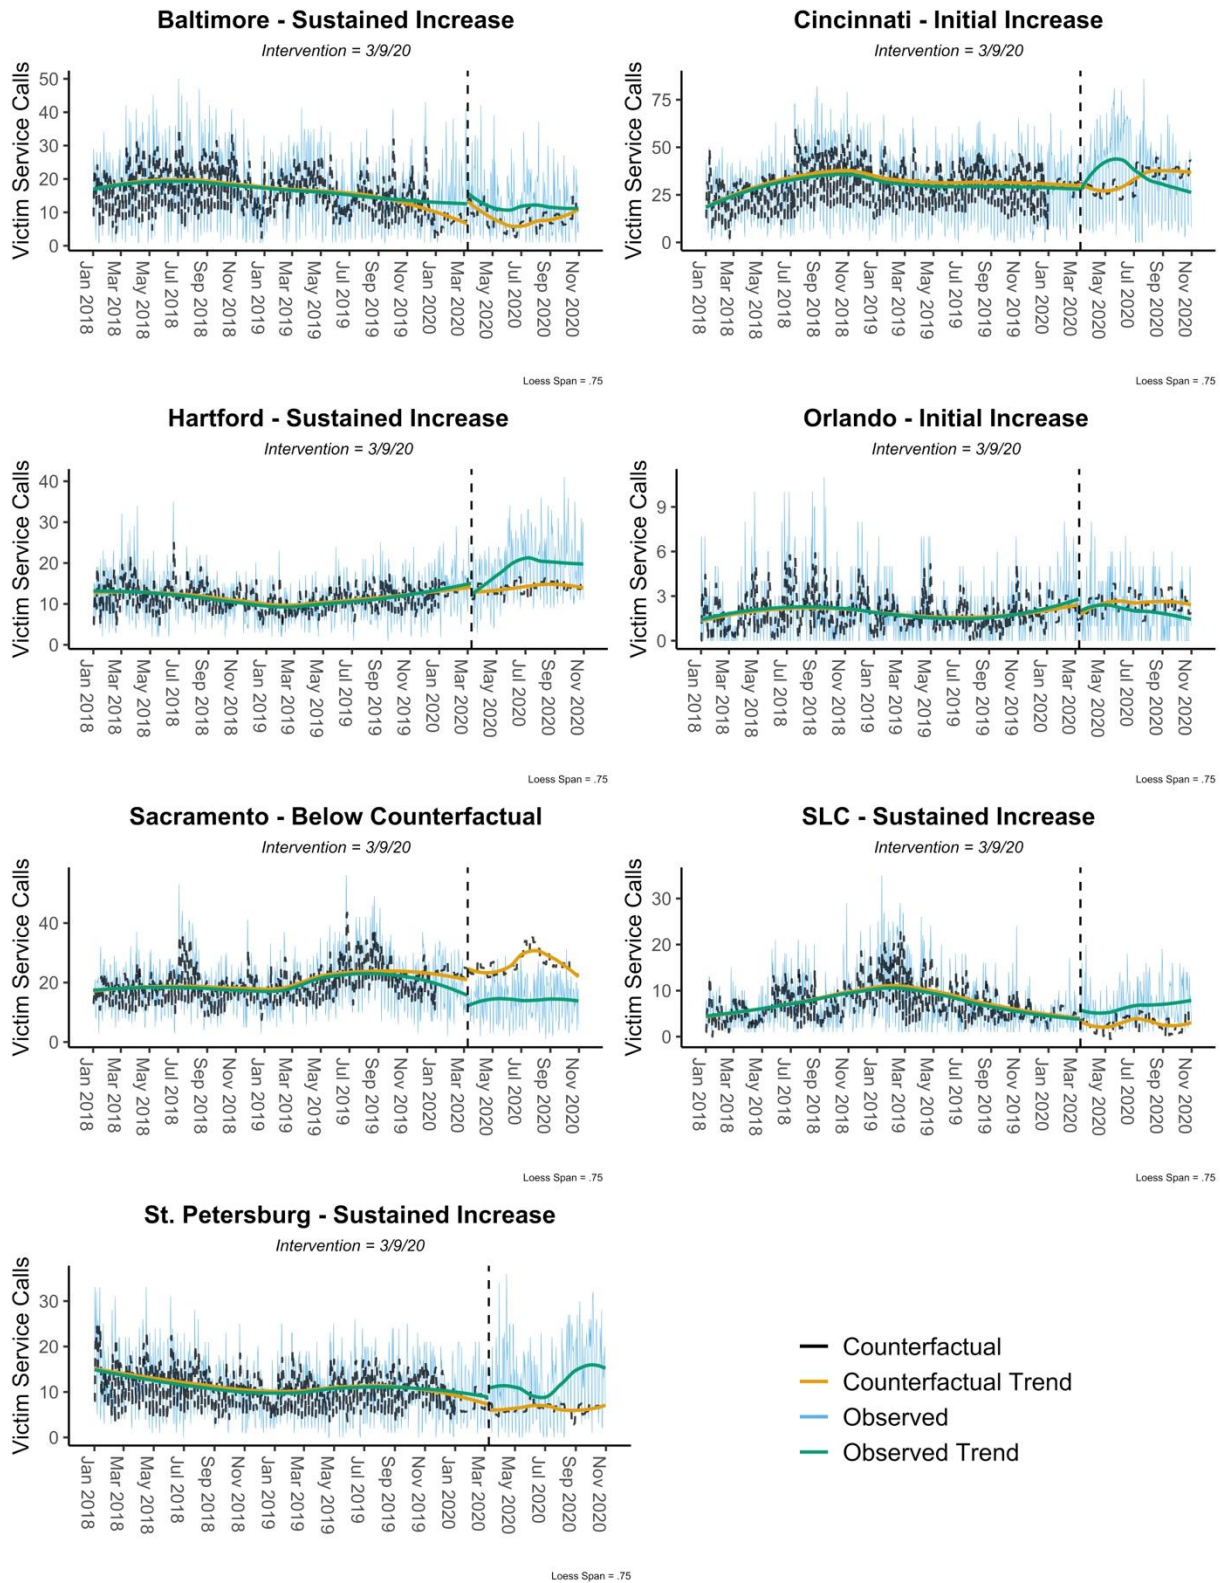 Baltimore - Sustained Increase
Intervention = 3/9/20
Victim Service Calls
50
40
30
20
10
0
Jan 2018
Mar 2018
May 2018
Jul 2018
Sep 2018
Nov 2018
Jan 2019
Mar 2019
May 2019
Jul 2019
Sep 2019
Nov 2019
Jan 2020
Mar 2020
May 2020
Jul 2020
Sep 2020
Nov 2020
Loess Span = .75
Cincinnati - Initial Increase
Intervention = 3/9/20
Victim Service Calls
75
50
25
0
Jan 2018
Mar 2018
May 2018
Jul 2018
Sep 2018
Nov 2018
Jan 2019
Mar 2019
May 2019
Jul 2019
Sep 2019
Nov 2019
Jan 2020
Mar 2020
May 2020
Jul 2020
Sep 2020
Nov 2020
Loess Span = .75
Hartford - Sustained Increase
Intervention = 3/9/20
Victim Service Calls
40
30
20
10
0
Jan 2018
Mar 2018
May 2018
Jul 2018
Sep 2018
Nov 2018
Jan 2019
Mar 2019
May 2019
Jul 2019
Sep 2019
Nov 2019
Jan 2020
Mar 2020
May 2020
Jul 2020
Sep 2020
Nov 2020
Loess Span = .75
Orlando - Initial Increase
Intervention = 3/9/20
Victim Service Calls
9
6
3
0
Jan 2018
Mar 2018
May 2018
Jul 2018
Sep 2018
Nov 2018
Jan 2019
Mar 2019
May 2019
Jul 2019
Sep 2019
Nov 2019
Jan 2020
Mar 2020
May 2020
Jul 2020
Sep 2020
Nov 2020
Loess Span = .75
Sacramento - Below Counterfactual
Intervention = 3/9/20
Victim Service Calls
40
20
0
Jan 2018
Mar 2018
May 2018
Jul 2018
Sep 2018
Nov 2018
Jan 2019
Mar 2019
May 2019
Jul 2019
Sep 2019
Nov 2019
Jan 2020
Mar 2020
May 2020
Jul 2020
Sep 2020
Nov 2020
Loess Span = .75
SLC - Sustained Increase
Intervention = 3/9/20
Victim Service Calls
30
20
10
0
Jan 2018
Mar 2018
May 2018
Jul 2018
Sep 2018
Nov 2018
Jan 2019
Mar 2019
May 2019
Jul 2019
Sep 2019
Nov 2019
Jan 2020
Mar 2020
May 2020
Jul 2020
Sep 2020
Nov 2020
Loess Span = .75
St. Petersburg - Sustained Increase
Intervention = 3/9/20
Victim Service Calls
30
20
10
0
Jan 2018
Mar 2018
May 2018
Jul 2018
Sep 2018
Nov 2018
Jan 2019
Mar 2019
May 2019
Jul 2019
Sep 2019
Nov 2019
Jan 2020
Mar 2020
May 2020
Jul 2020
Sep 2020
Nov 2020
Loess Span = .75
Counterfactual
Counterfactual Trend
Observed
Observed Trend